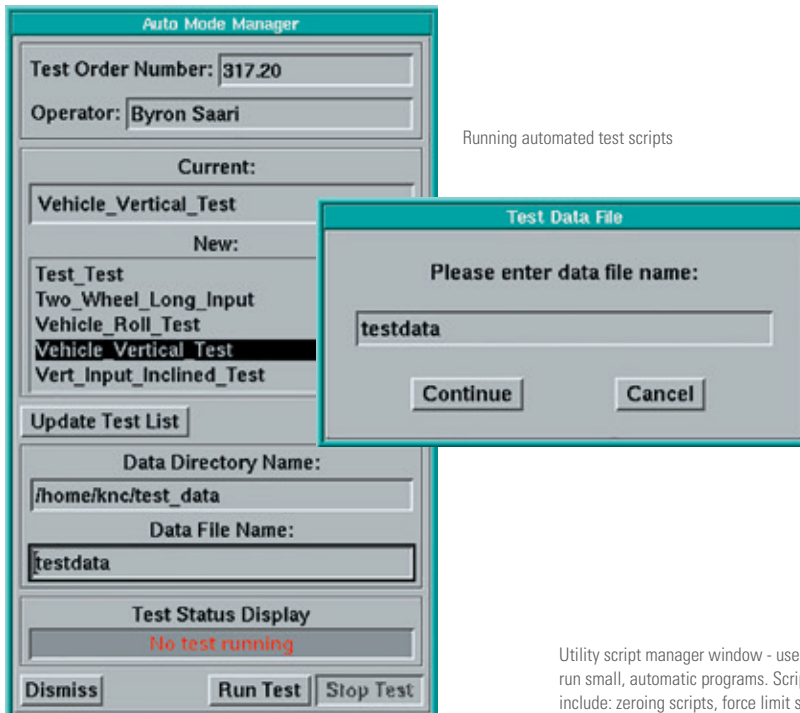 Auto Mode Manager
Test Order Number: 317.20
Operator: Byron Saari
Current:
Vehicle_Vertical_Test
New:
Test_Test
Two_Wheel_Long_Input
Vehicle_Roll_Test
Vehicle_Vertical_Test
Vert_Input_Inclined_Test
Update Test List
Data Directory Name:
/home/knc/test_data
Data File Name:
testdata
Test Status Display
No test running
Dismiss Run Test Stop Test
Running automated test scripts
Test Data File
Please enter data file name:
testdata
Continue Cancel
Utility script manager window - use
run small, automatic programs. Scrip
include: zeroing scripts, force limit s